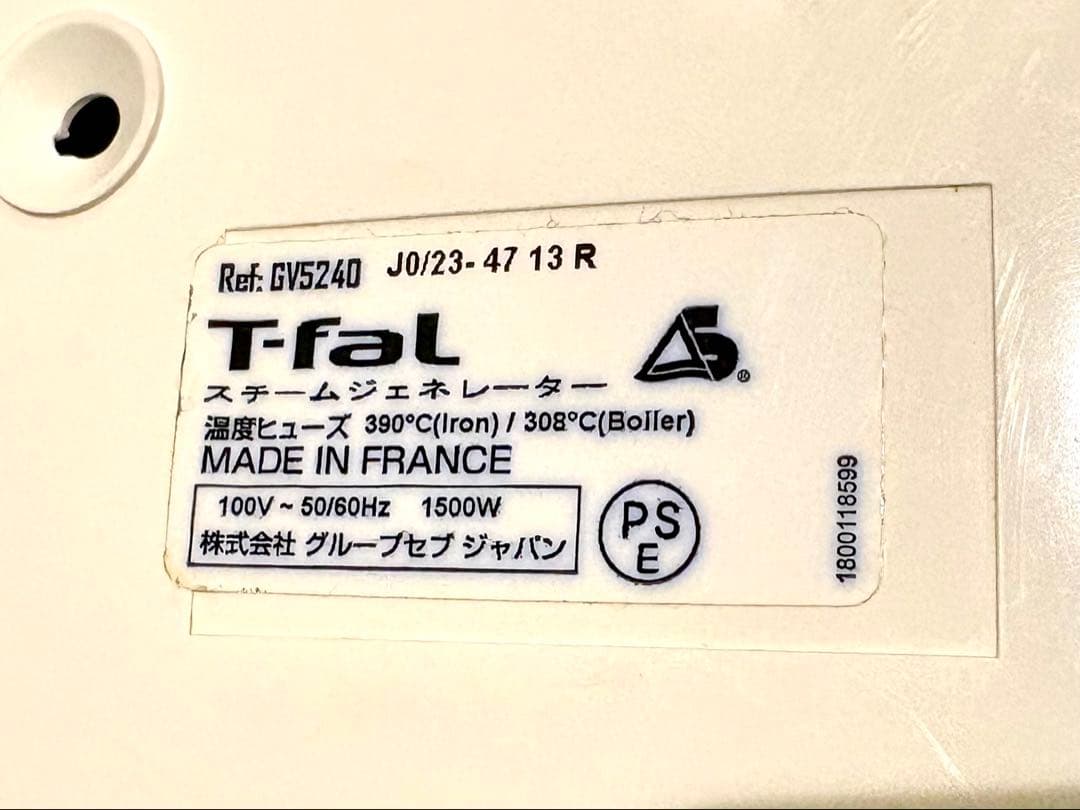 Ref: GV5240 J0/23- 47 13 R
T-fal
スチームジェネレーター
温度ヒューズ 390°C(Iron) / 308°C(Boiler)
MADE IN FRANCE
100V ~ 50/60Hz 1500W
株式会社 グループセブ ジャパン
PS
E
1800118599